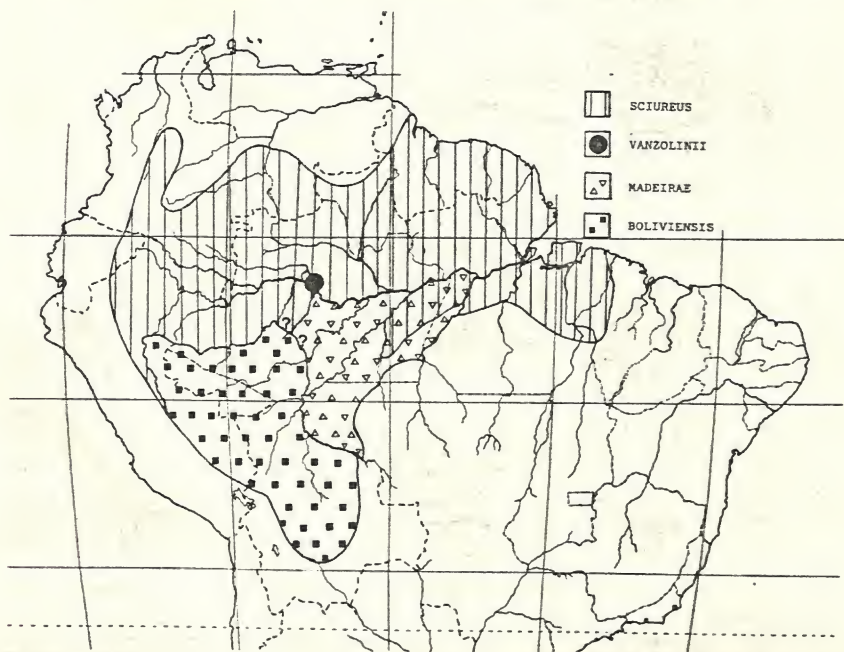 SCIUREUS
VANZOLINII
MADEIRAE
BOLIVIENSIS
?
?